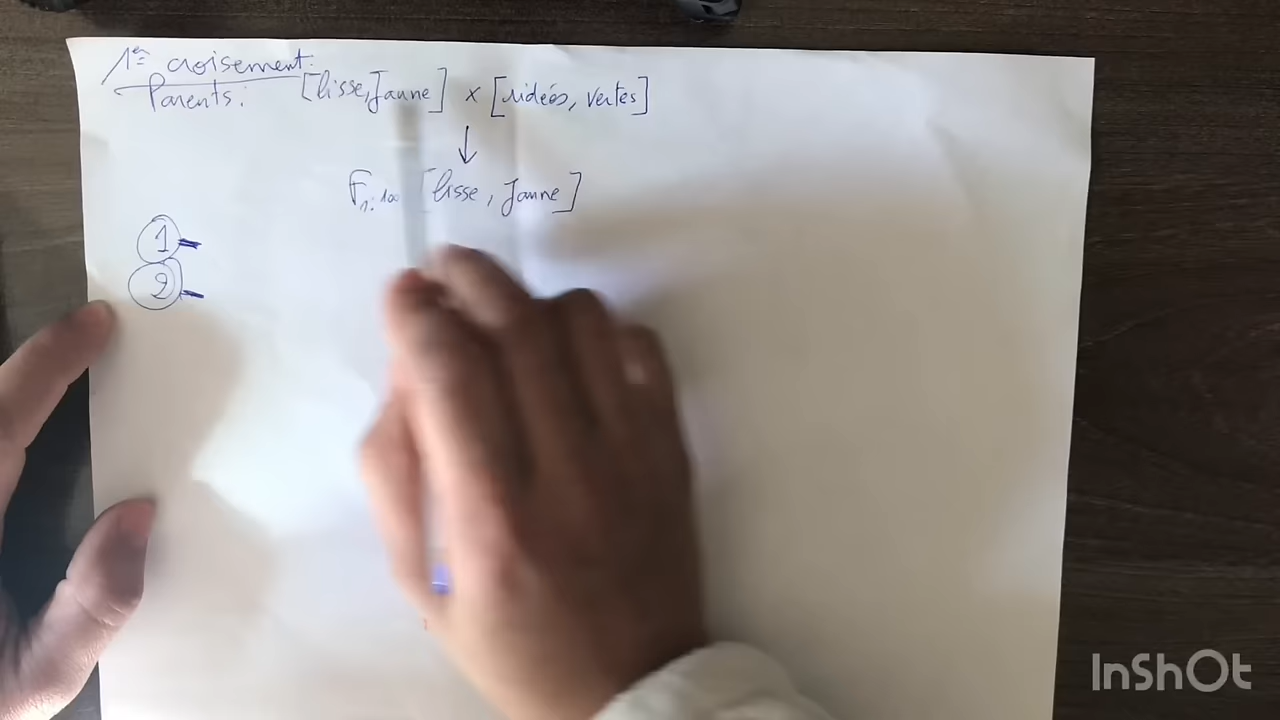 1er croisement:
Parents: [lisse, Jaune] x [ridées, vertes]
↓
F1: 100 [lisse, Jaune]
1
2
InShOt